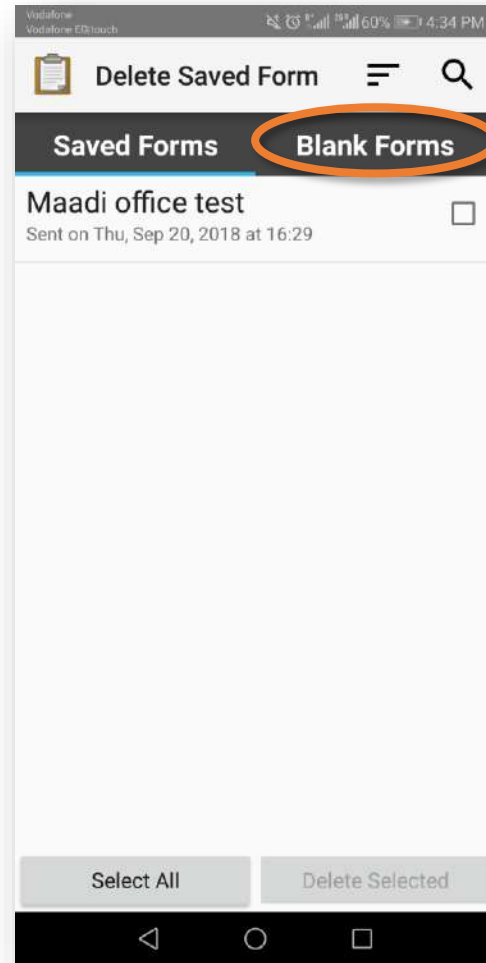 Vodafone
Vodafone EG|touch
60% 4:34 PM
Delete Saved Form
Saved Forms
Blank Forms
Maadi office test
Sent on Thu, Sep 20, 2018 at 16:29
Select All
Delete Selected